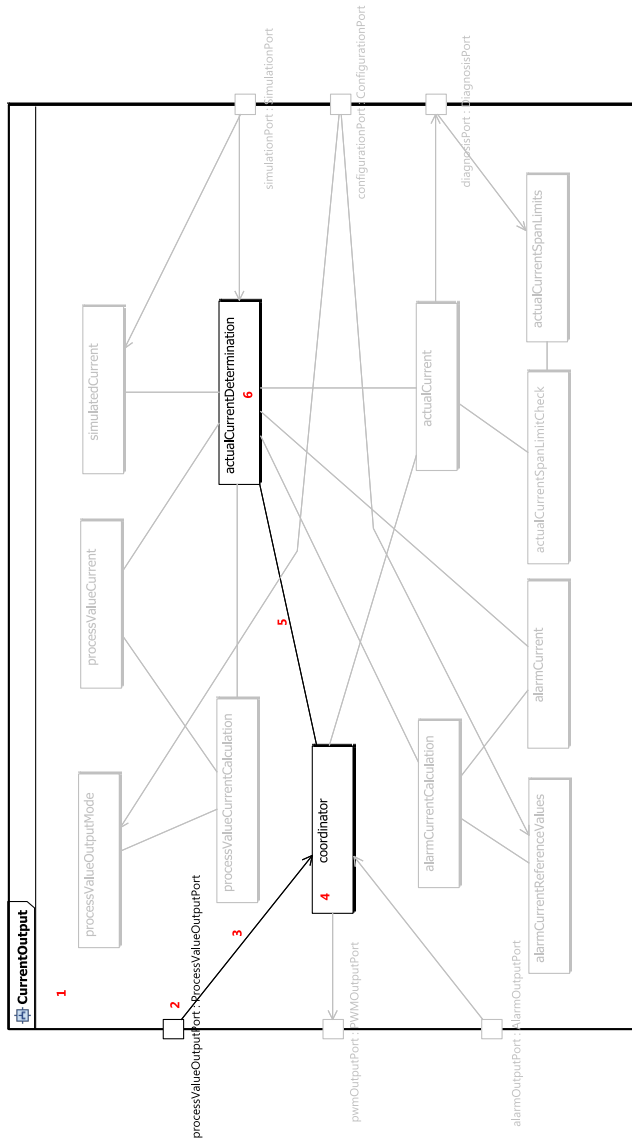 CurrentOutput
1
processValueOutputPort : ProcessValueOutputPort
2
3
pwmOutputPort : PWMOutputPort
alarmOutputPort : AlarmOutputPort
processValueOutputMode
processValueCurrent
simulatedCurrent
processValueCurrentCalculation
actualCurrentDetermination
6
5
coordinator
4
alarmCurrentCalculation
actualCurrent
alarmCurrentReferenceValues
alarmCurrent
actualCurrentSpanLimitCheck
actualCurrentSpanLimits
simulationPort : SimulationPort
configurationPort : ConfigurationPort
diagnosisPort : DiagnosisPort